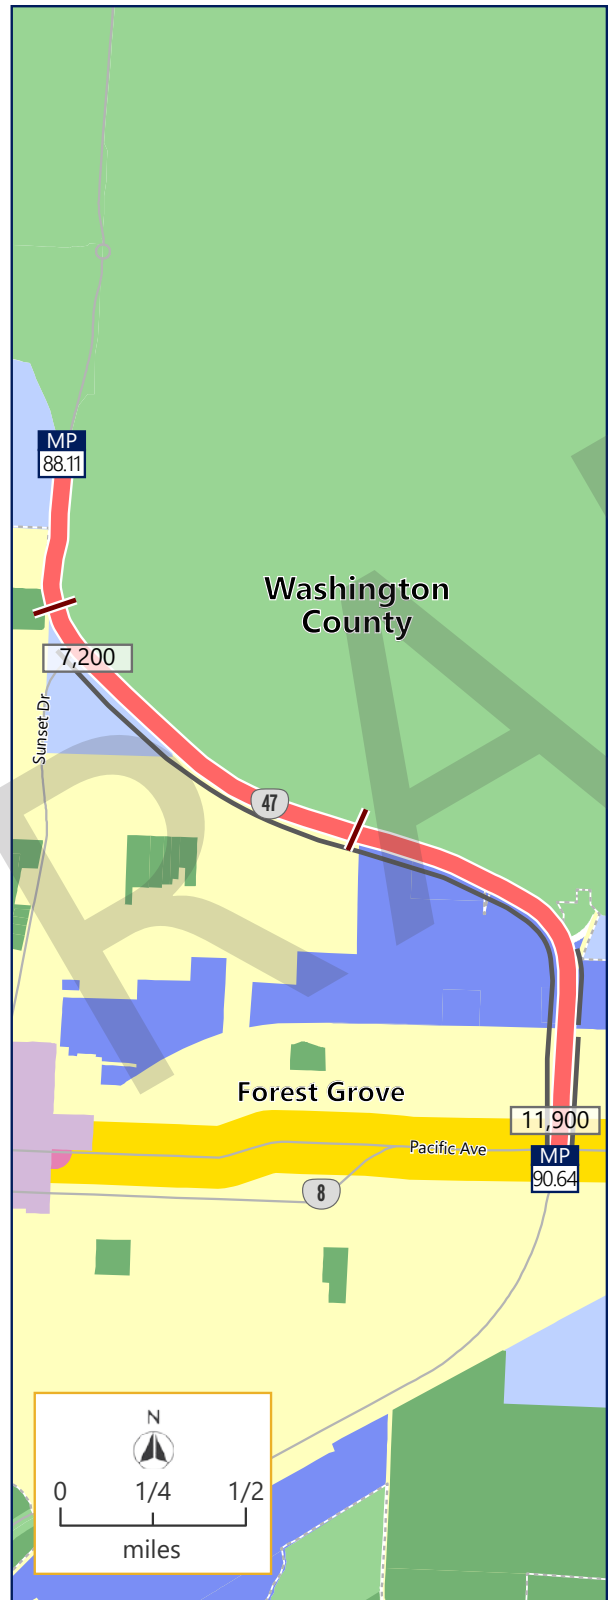 MP
88.11
Washington
County
7,200
Sunset Dr
47
R
A
Forest Grove
11,900
Pacific Ave
MP
90.64
8
N
0 1/4 1/2
miles